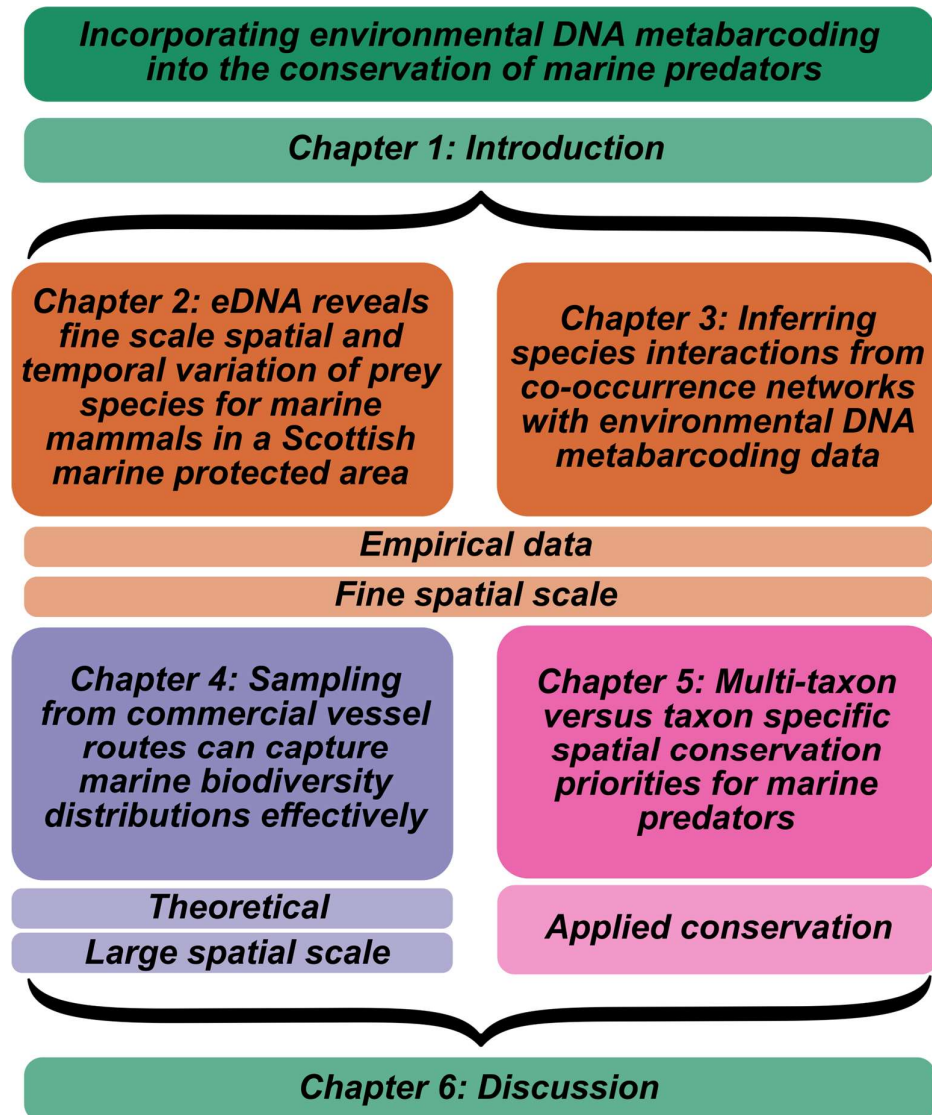 Incorporating environmental DNA metabarcoding
into the conservation of marine predators
Chapter 1: Introduction
Chapter 2: eDNA reveals
fine scale spatial and
temporal variation of prey
species for marine
mammals in a Scottish
marine protected area
Chapter 3: Inferring
species interactions from
co-occurrence networks
with environmental DNA
metabarcoding data
Empirical data
Fine spatial scale
Chapter 4: Sampling
from commercial vessel
routes can capture
marine biodiversity
distributions effectively
Theoretical
Large spatial scale
Chapter 5: Multi-taxon
versus taxon specific
spatial conservation
priorities for marine
predators
Applied conservation
Chapter 6: Discussion